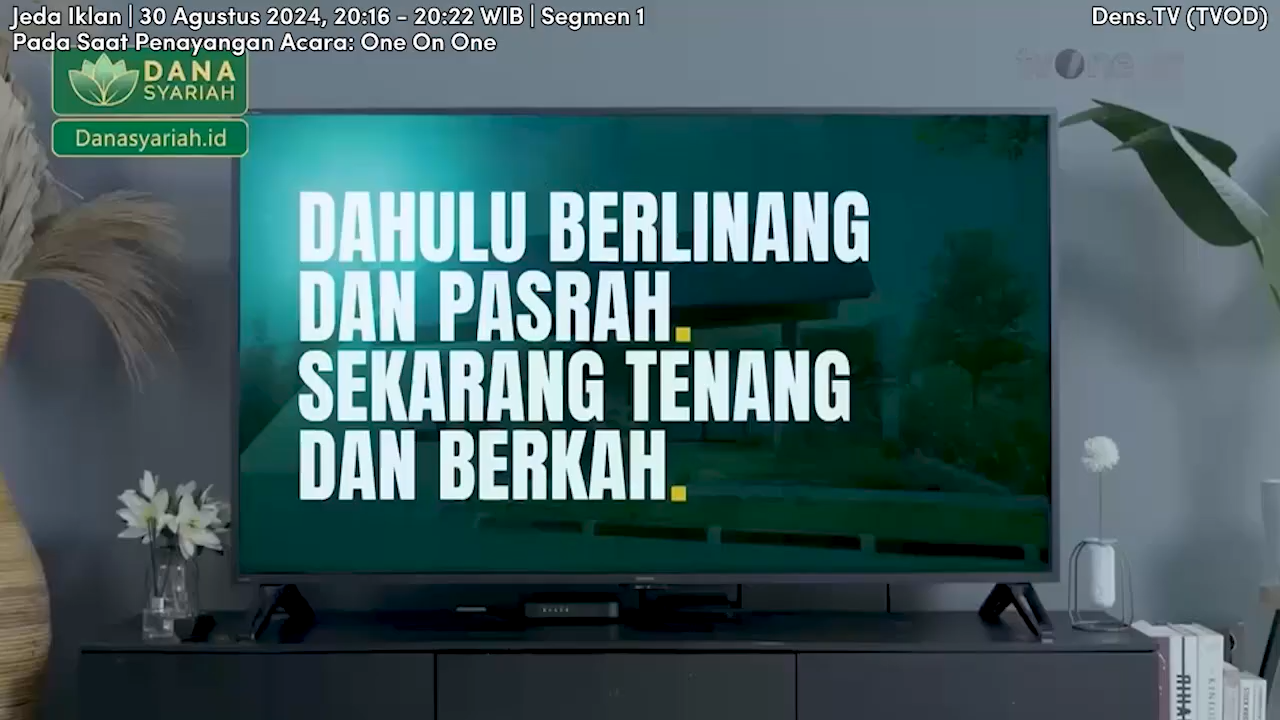 Jeda Iklan | 30 Agustus 2024, 20:16 - 20:22 WIB | Segmen 1
Dens.TV (TVOD)
Pada Saat Penayangan Acara: One On One
tvOne
DANA
SYARIAH
Danasyariah.id
DAHULU BERLINANG
DAN PASRAH.
SEKARANG TENANG
DAN BERKAH.